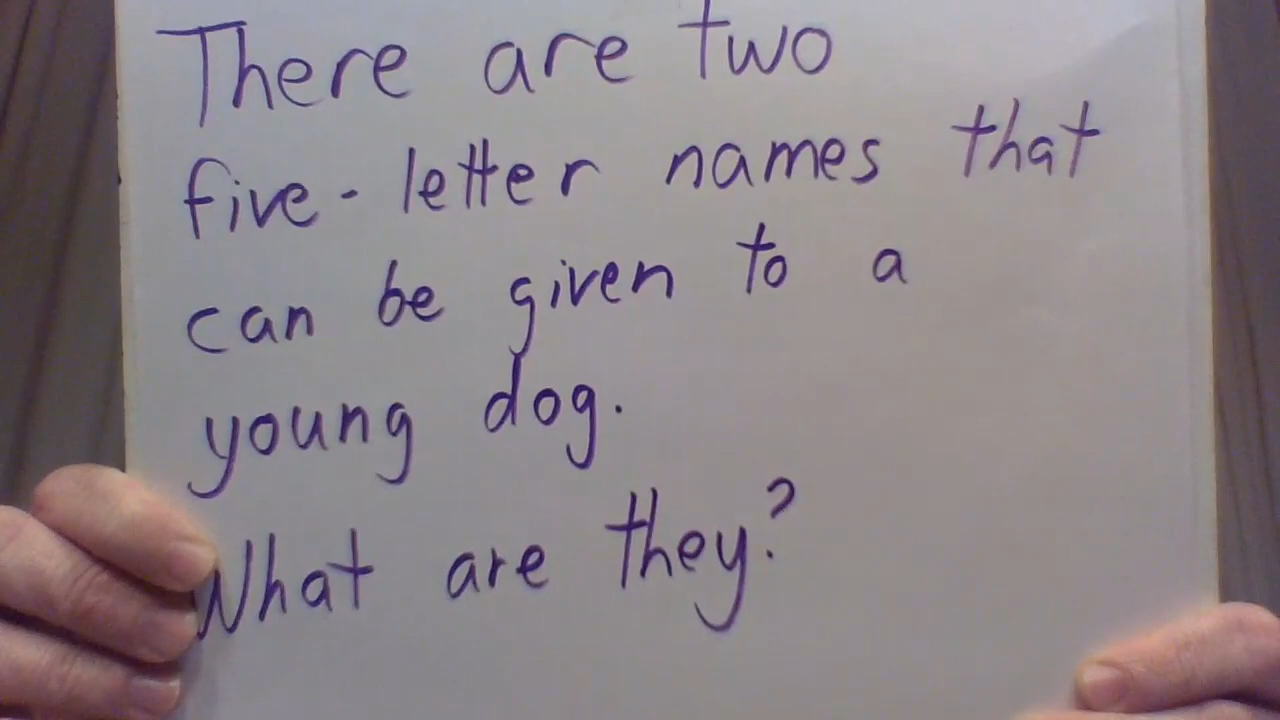 There are two
five-letter names that
can be given to a
young dog.
What are they?